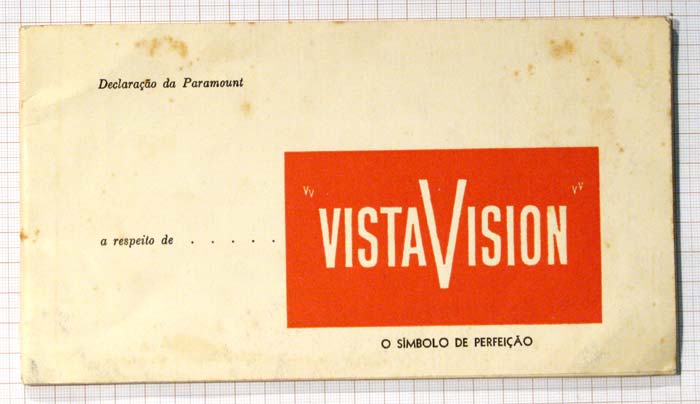 Declaração da Paramount
a respeito de . . . . .
"VISTAVISION"
O SÍMBOLO DE PERFEIÇÃO